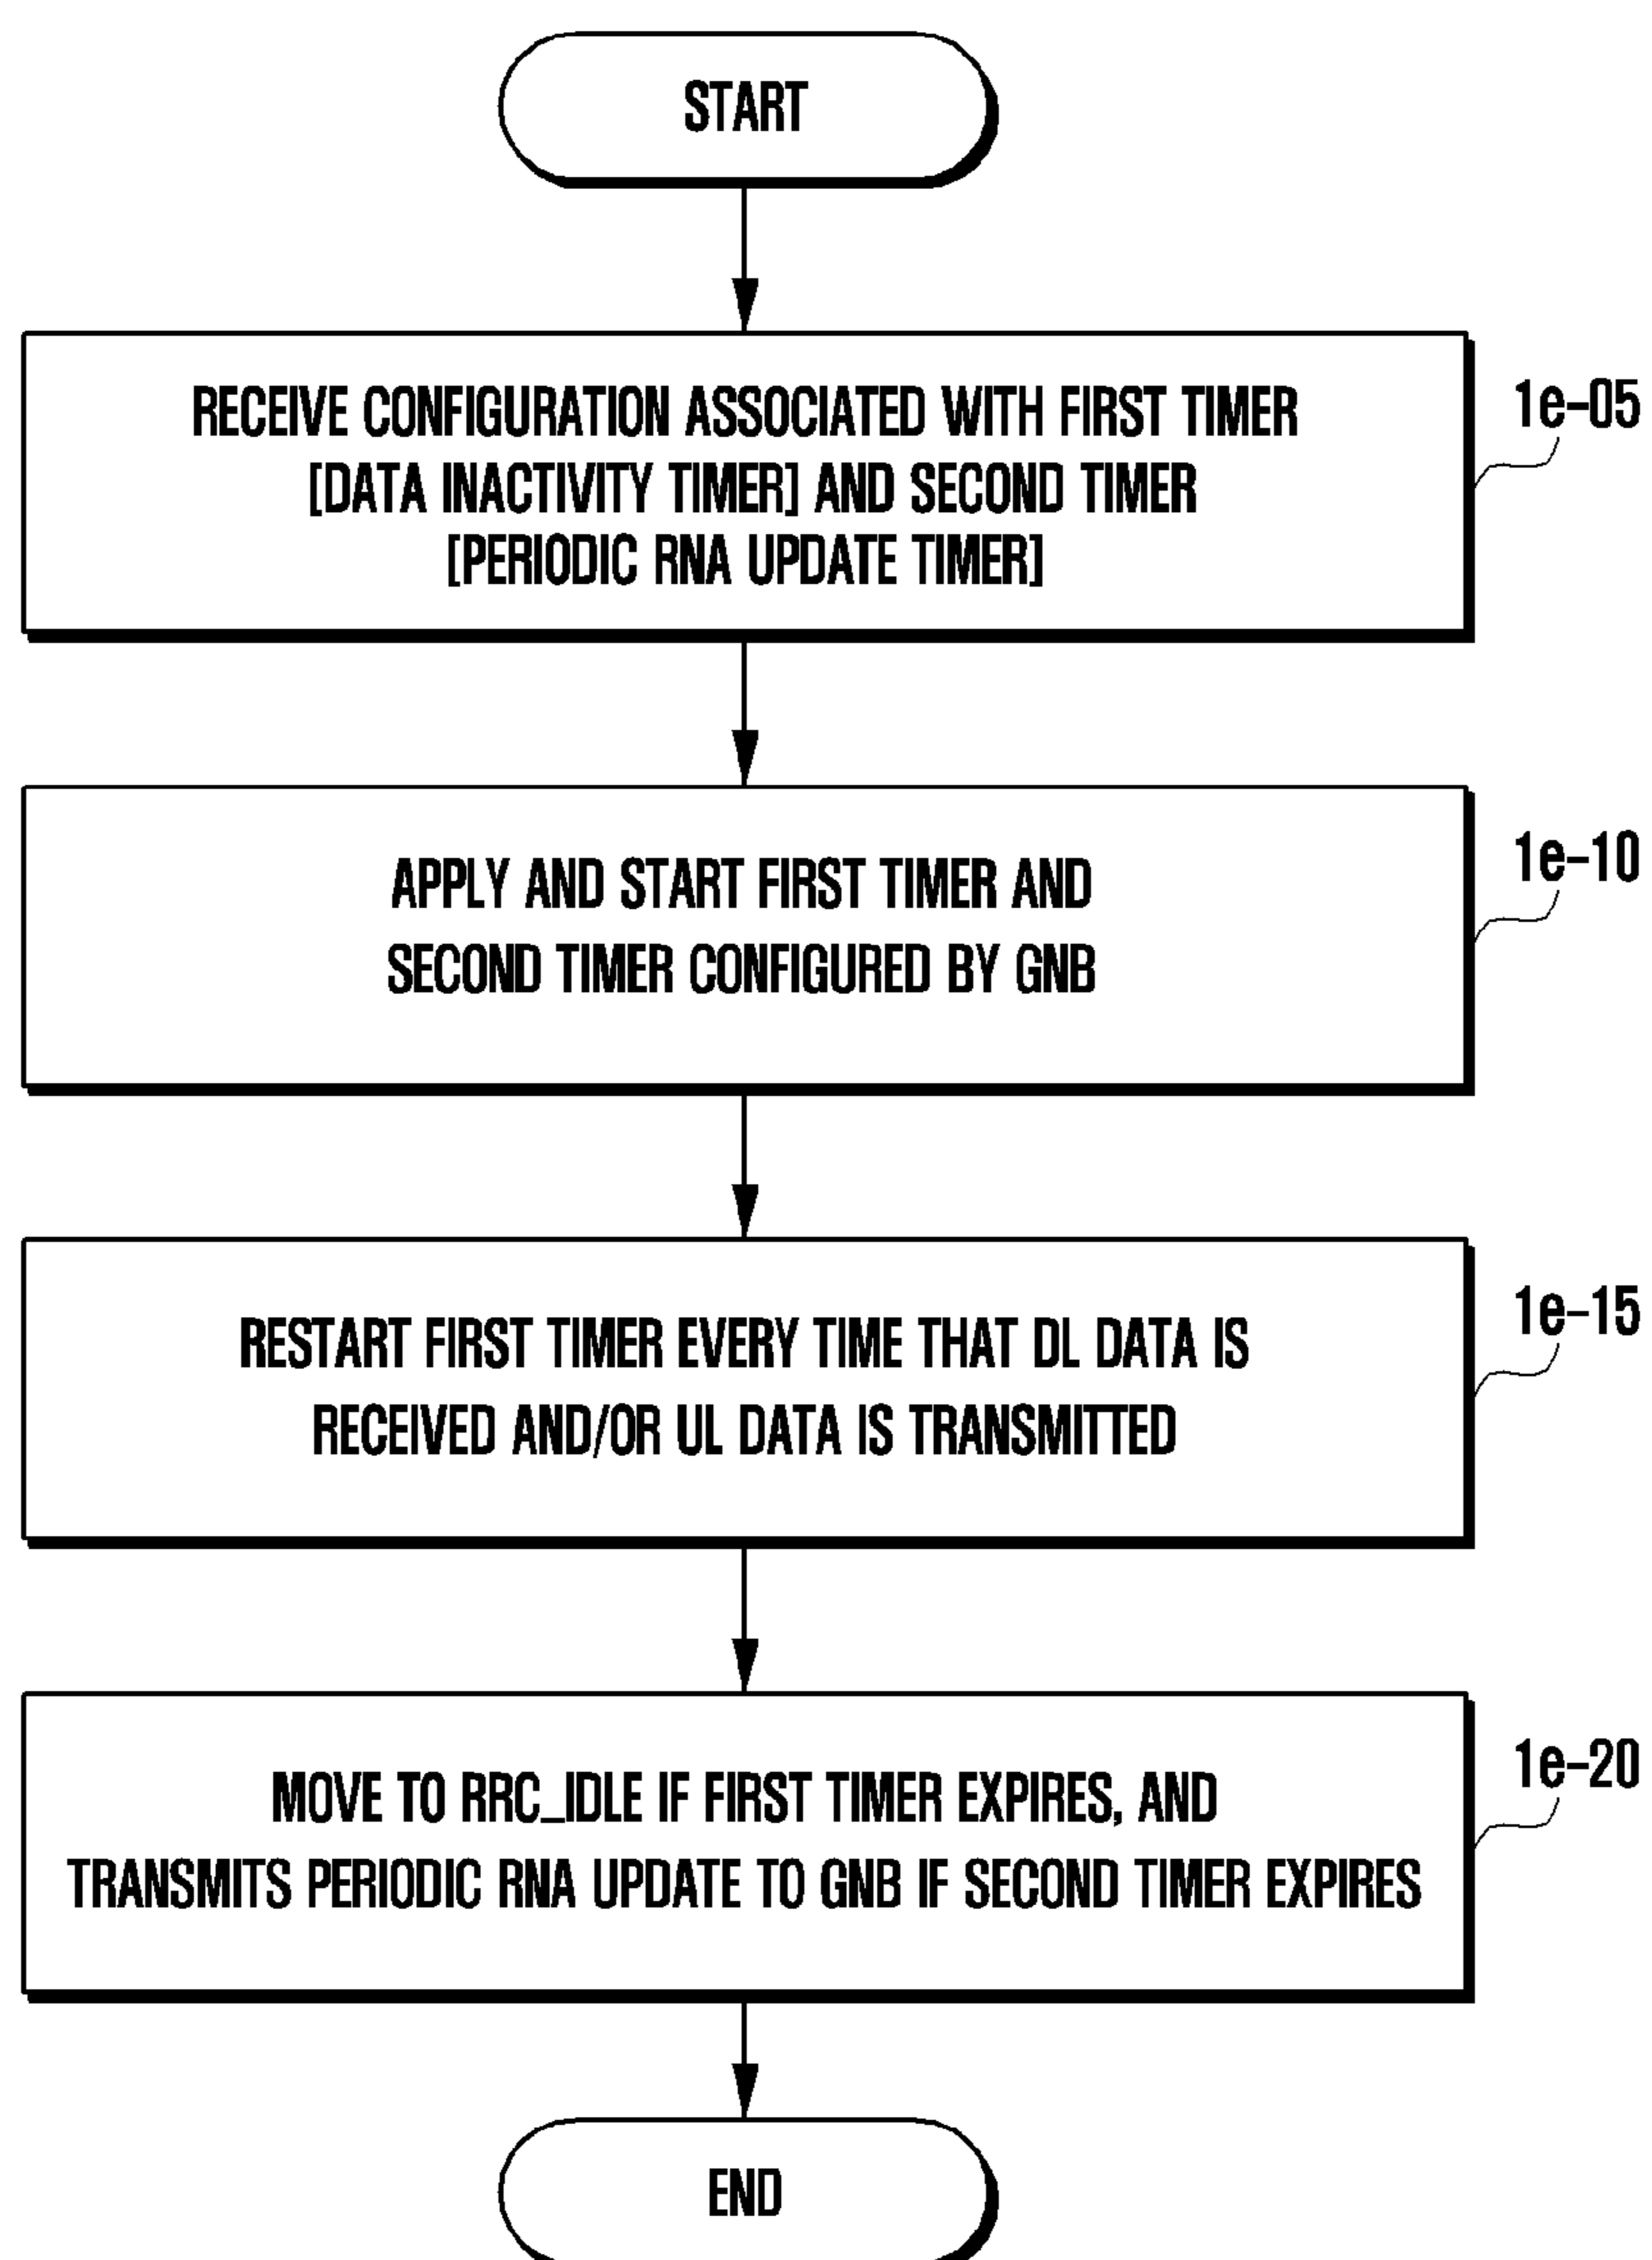 START
RECEIVE CONFIGURATION ASSOCIATED WITH FIRST TIMER
[DATA INACTIVITY TIMER] AND SECOND TIMER
[PERIODIC RNA UPDATE TIMER]
1e-05
APPLY AND START FIRST TIMER AND
SECOND TIMER CONFIGURED BY GNB
1e-10
RESTART FIRST TIMER EVERY TIME THAT DL DATA IS
RECEIVED AND/OR UL DATA IS TRANSMITTED
1e-15
MOVE TO RRC_IDLE IF FIRST TIMER EXPIRES, AND
TRANSMITS PERIODIC RNA UPDATE TO GNB IF SECOND TIMER EXPIRES
1e-20
END